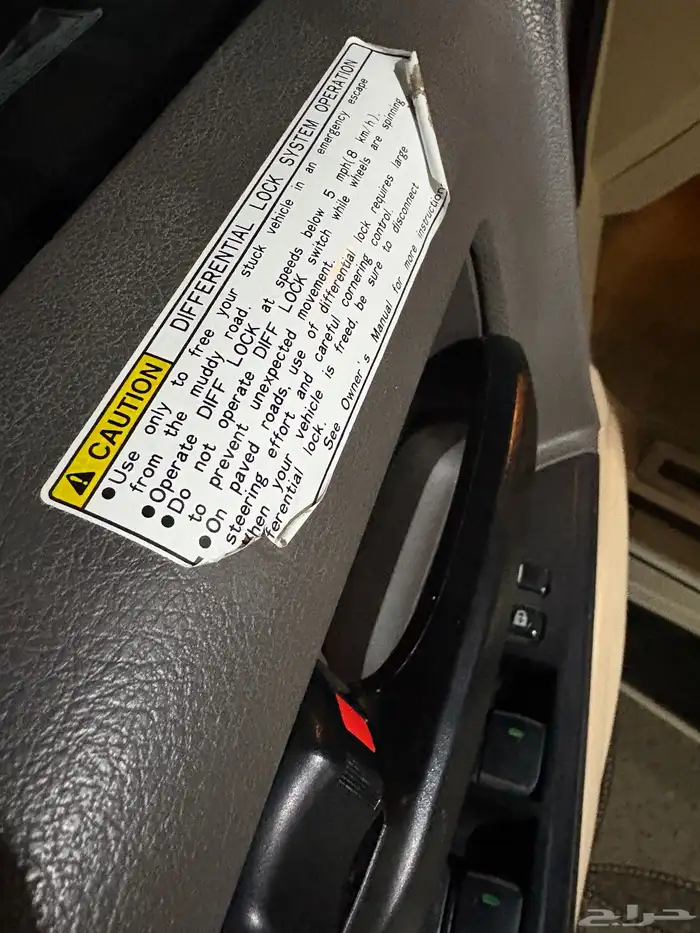 CAUTION DIFFERENTIAL LOCK SYSTEM OPERATION
● Use only to free your stuck vehicle in an emergency escape
from the muddy road.
● Operate DIFF LOCK at speeds below 5 mph(8 km/h).
● Do not operate DIFF LOCK switch while wheels are spinning
to prevent unexpected movement.
● On paved roads, use of differential lock requires large
steering effort and careful cornering control.
hen your vehicle is freed, be sure to disconnect
ferential lock.
See Owner's Manual for more instruction
حراج